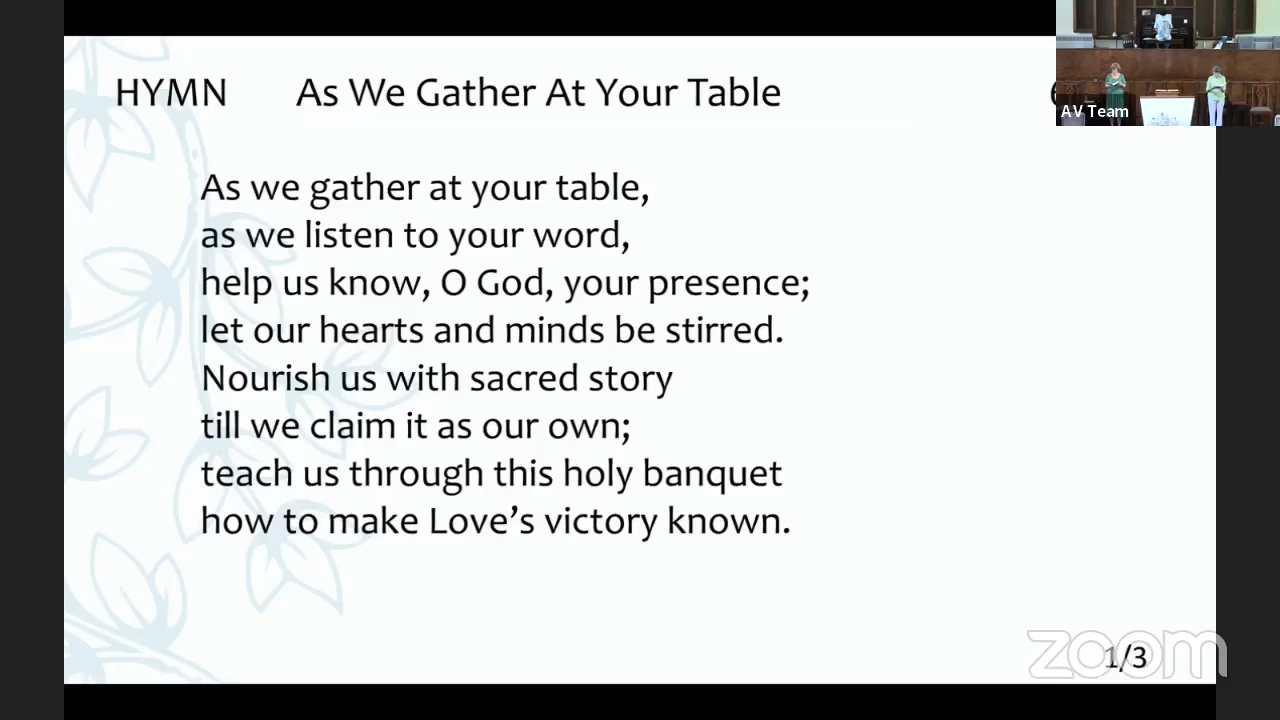 HYMN As We Gather At Your Table
AV Team
As we gather at your table,
as we listen to your word,
help us know, O God, your presence;
let our hearts and minds be stirred.
Nourish us with sacred story
till we claim it as our own;
teach us through this holy banquet
how to make Love’s victory known.
zoom
1/3